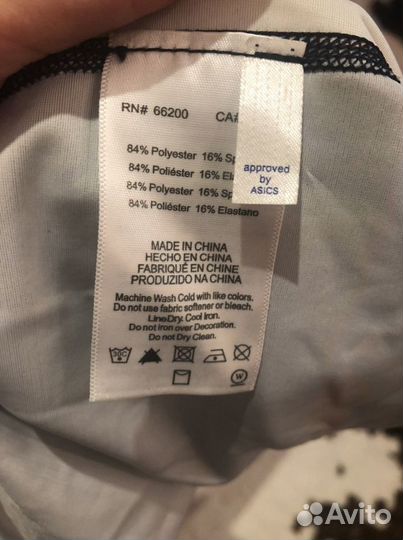 RN# 66200 CA#
84% Polyester 16%
84% Poliéster 16%
84% Polyester 16%
84% Poliéster 16% Elastano
approved
by
ASICS
MADE IN CHINA
HECHO EN CHINA
FABRIQUÉ EN CHINE
PRODUZIDO NA CHINA
Machine Wash Cold with like colors.
Do not use fabric softener or bleach.
Line Dry. Cool Iron.
Do not iron over Decoration.
Do not Dry Clean.
30C
W
Avito